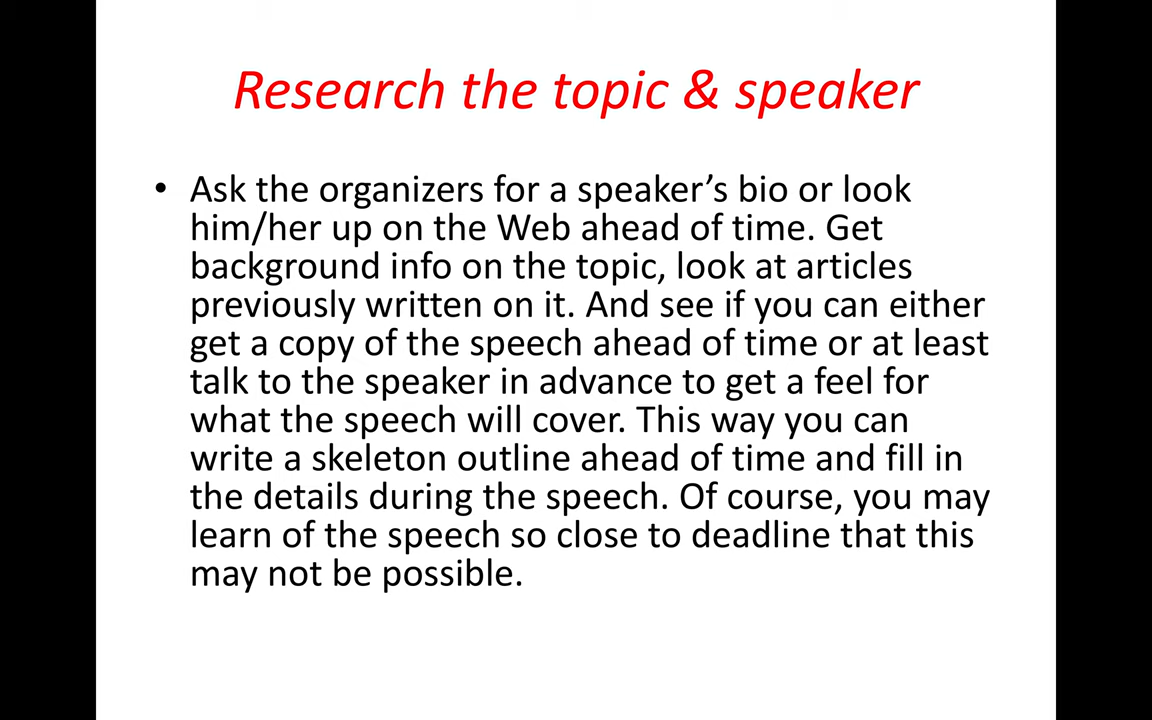 Research the topic & speaker
• Ask the organizers for a speaker’s bio or look
him/her up on the Web ahead of time. Get
background info on the topic, look at articles
previously written on it. And see if you can either
get a copy of the speech ahead of time or at least
talk to the speaker in advance to get a feel for
what the speech will cover. This way you can
write a skeleton outline ahead of time and fill in
the details during the speech. Of course, you may
learn of the speech so close to deadline that this
may not be possible.